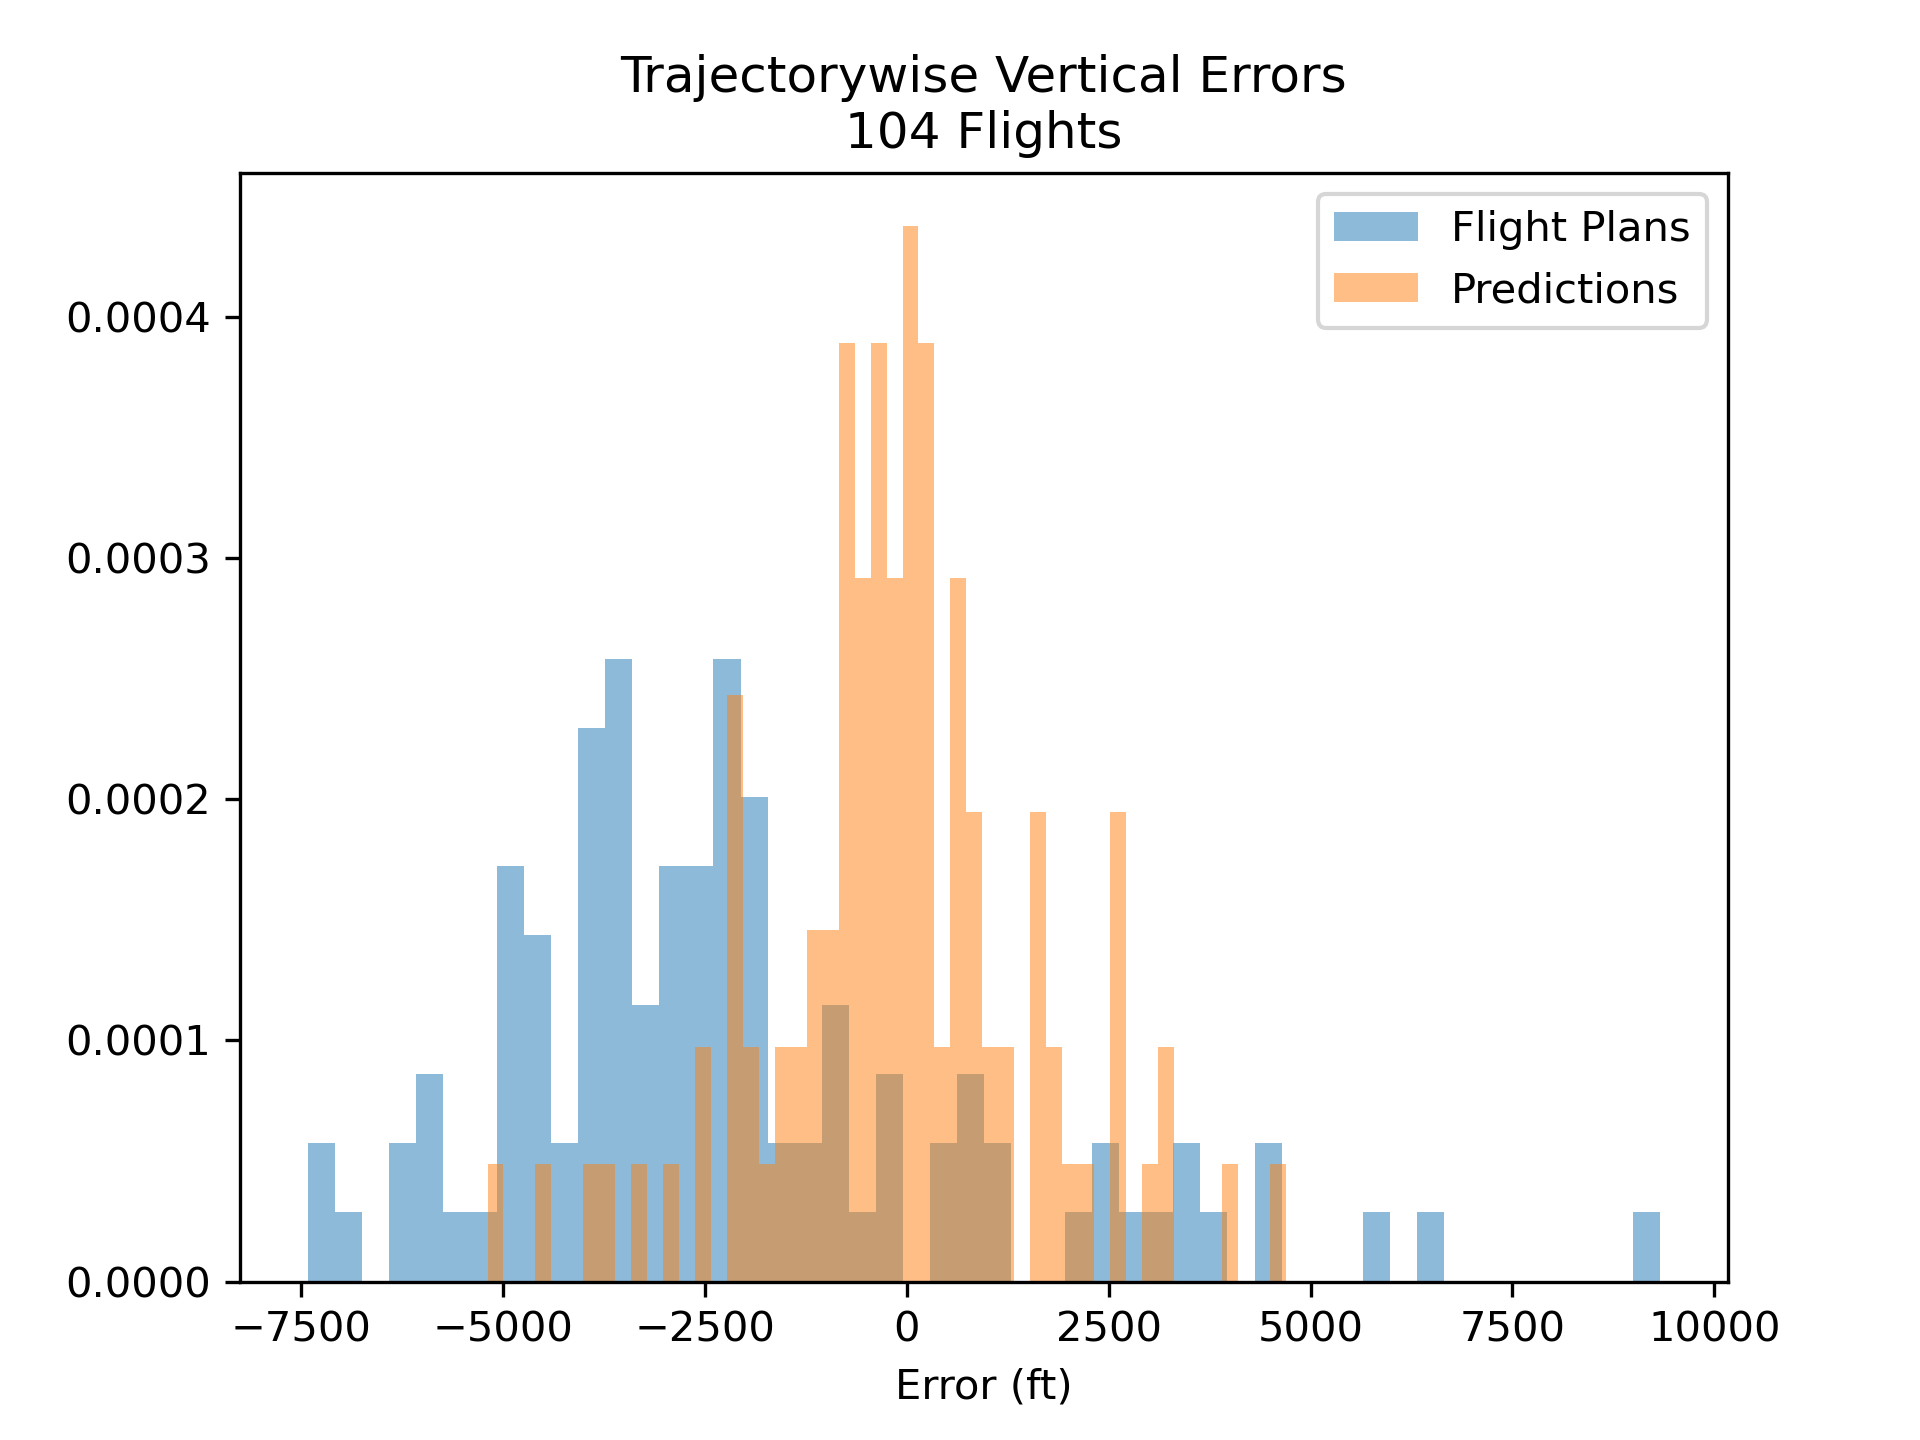 Trajectorywise Vertical Errors
104 Flights
Flight Plans
Predictions
0.0004
0.0003
0.0002
0.0001
0.0000
−7500 −5000 −2500 0 2500 5000 7500 10000
Error (ft)